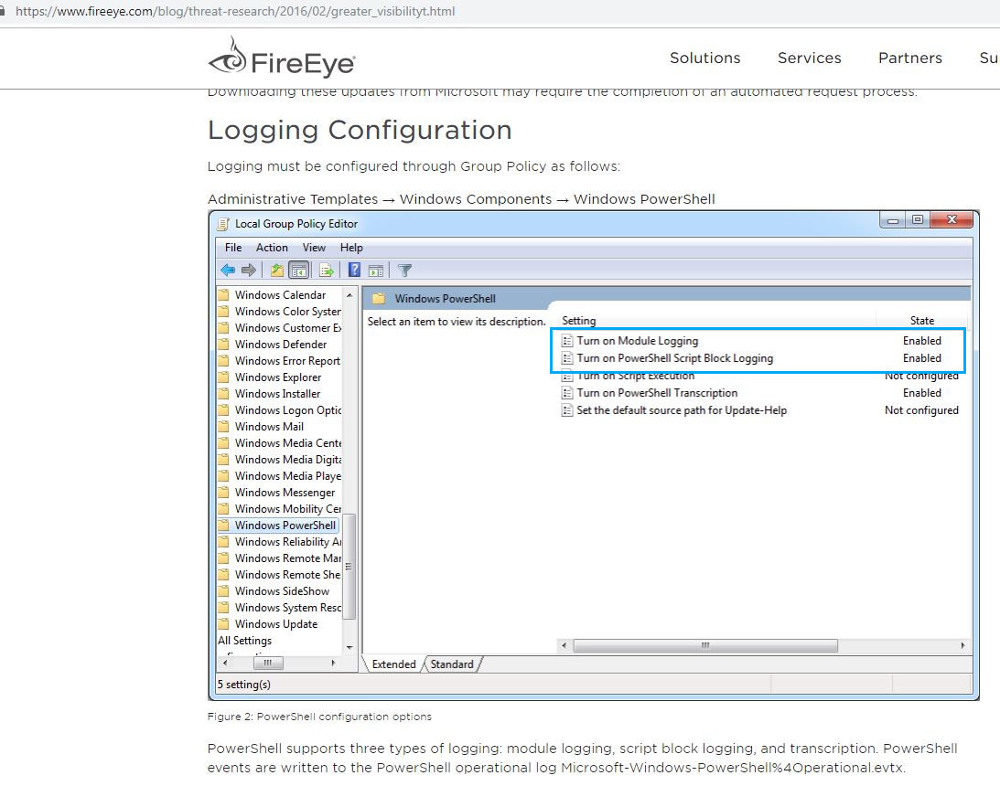 https://www.fireeye.com/blog/threat-research/2016/02/greater_visibilityt.html
FireEye
Solutions Services Partners Su
Downloading these updates from Microsoft may require the completion of an automated request process.
Logging Configuration
Logging must be configured through Group Policy as follows:
Administrative Templates → Windows Components → Windows PowerShell
Local Group Policy Editor
File Action View Help
Windows Calendar
Windows Color System
Windows Customer Ex
Windows Defender
Windows Error Report
Windows Explorer
Windows Installer
Windows Logon Optic
Windows Mail
Windows Media Cente
Windows Media Digita
Windows Media Playe
Windows Messenger
Windows Mobility Cen
Windows PowerShell
Windows Reliability An
Windows Remote Mar
Windows Remote She
Windows SideShow
Windows System Resc
Windows Update
All Settings
Windows PowerShell
Select an item to view its description.
Setting State
Turn on Module Logging Enabled
Turn on PowerShell Script Block Logging Enabled
Turn on Script Execution Not configured
Turn on PowerShell Transcription Enabled
Set the default source path for Update-Help Not configured
Extended Standard
5 setting(s)
Figure 2: PowerShell configuration options
PowerShell supports three types of logging: module logging, script block logging, and transcription. PowerShell
events are written to the PowerShell operational log Microsoft-Windows-PowerShell%4Operational.evtx.